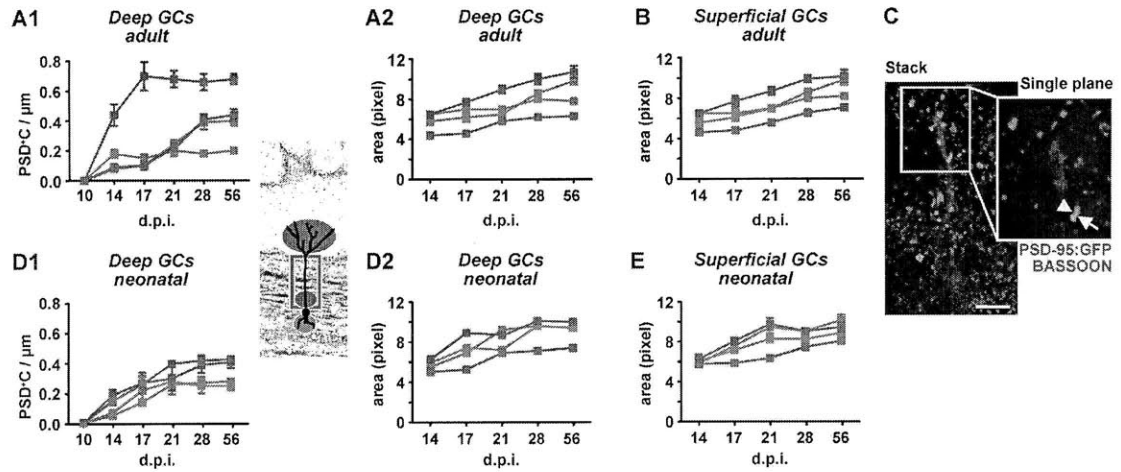 A1
Deep GCs
adult
PSD+C / µm
0.8
0.6
0.4
0.2
0.0
10 14 17 21 28 56
d.p.i.
A2
Deep GCs
adult
area (pixel)
12
8
4
0
14 17 21 28 56
d.p.i.
B
Superficial GCs
adult
area (pixel)
12
8
4
0
14 17 21 28 56
d.p.i.
C
Stack
Single plane
PSD-95:GFP
BASSOON
D1
Deep GCs
neonatal
PSD+C / µm
0.8
0.6
0.4
0.2
0
10 14 17 21 28 56
d.p.i.
D2
Deep GCs
neonatal
area (pixel)
12
8
4
0
14 17 21 28 56
d.p.i.
E
Superficial GCs
neonatal
area (pixel)
12
8
4
0
14 17 21 28 56
d.p.i.